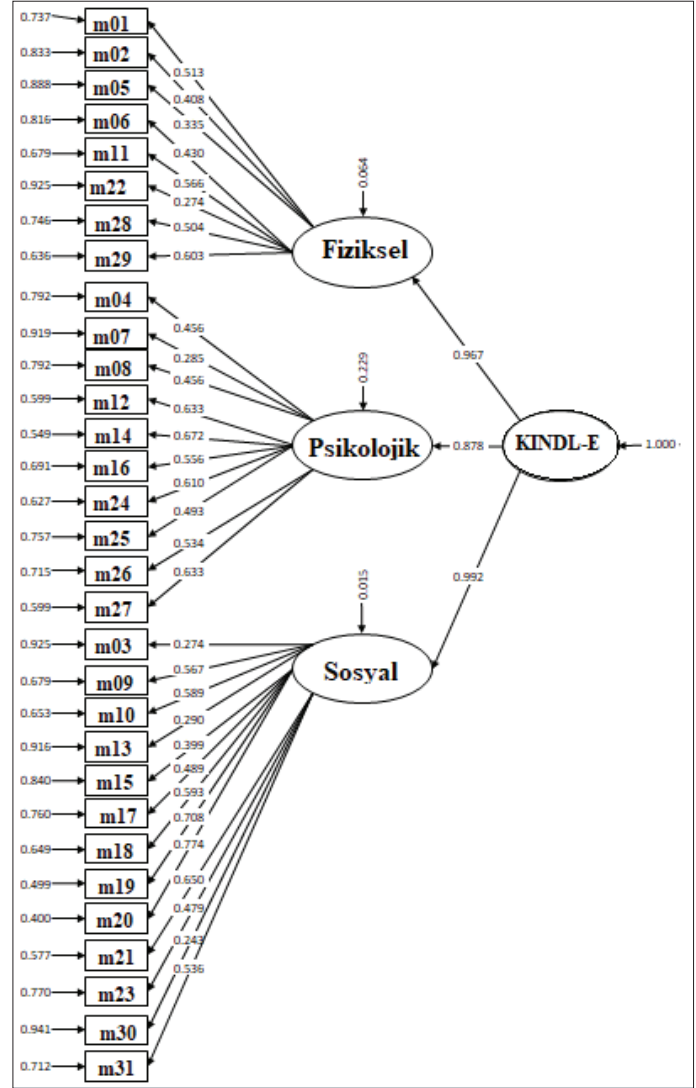 0.737 m01
0.833 m02
0.888 m05
0.816 m06
0.679 m11
0.925 m22
0.746 m28
0.636 m29
0.792 m04
0.919 m07
0.792 m08
0.599 m12
0.549 m14
0.691 m16
0.627 m24
0.757 m25
0.715 m26
0.599 m27
0.925 m03
0.679 m09
0.653 m10
0.916 m13
0.840 m15
0.760 m17
0.649 m18
0.499 m19
0.400 m20
0.577 m21
0.770 m23
0.941 m30
0.712 m31
0.513
0.408
0.335
0.430
0.566
0.274
0.504
0.603
0.456
0.285
0.456
0.633
0.672
0.556
0.610
0.493
0.534
0.633
0.274
0.567
0.589
0.290
0.399
0.489
0.593
0.708
0.774
0.650
0.479
0.243
0.536
0.064
Fiziksel
0.229
Psikolojik
0.015
Sosyal
0.967
0.878
0.992
KINDL-E
1.000